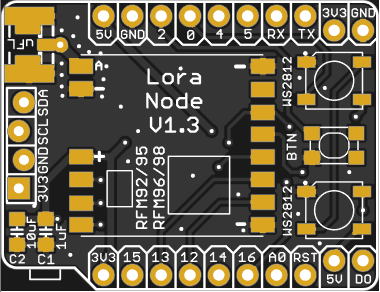 uFL
5V GND 2 0 4 5 RX TX
3V3 GND
A
Lora
Node
V1.3
WS2812
3V3 GND SCL SDA
+
RFM92/95
RFM96/98
BTN
WS2812
10uF
1uF
C2 C1
3V3 15 13 12 14 16 A0 RST
5V DO